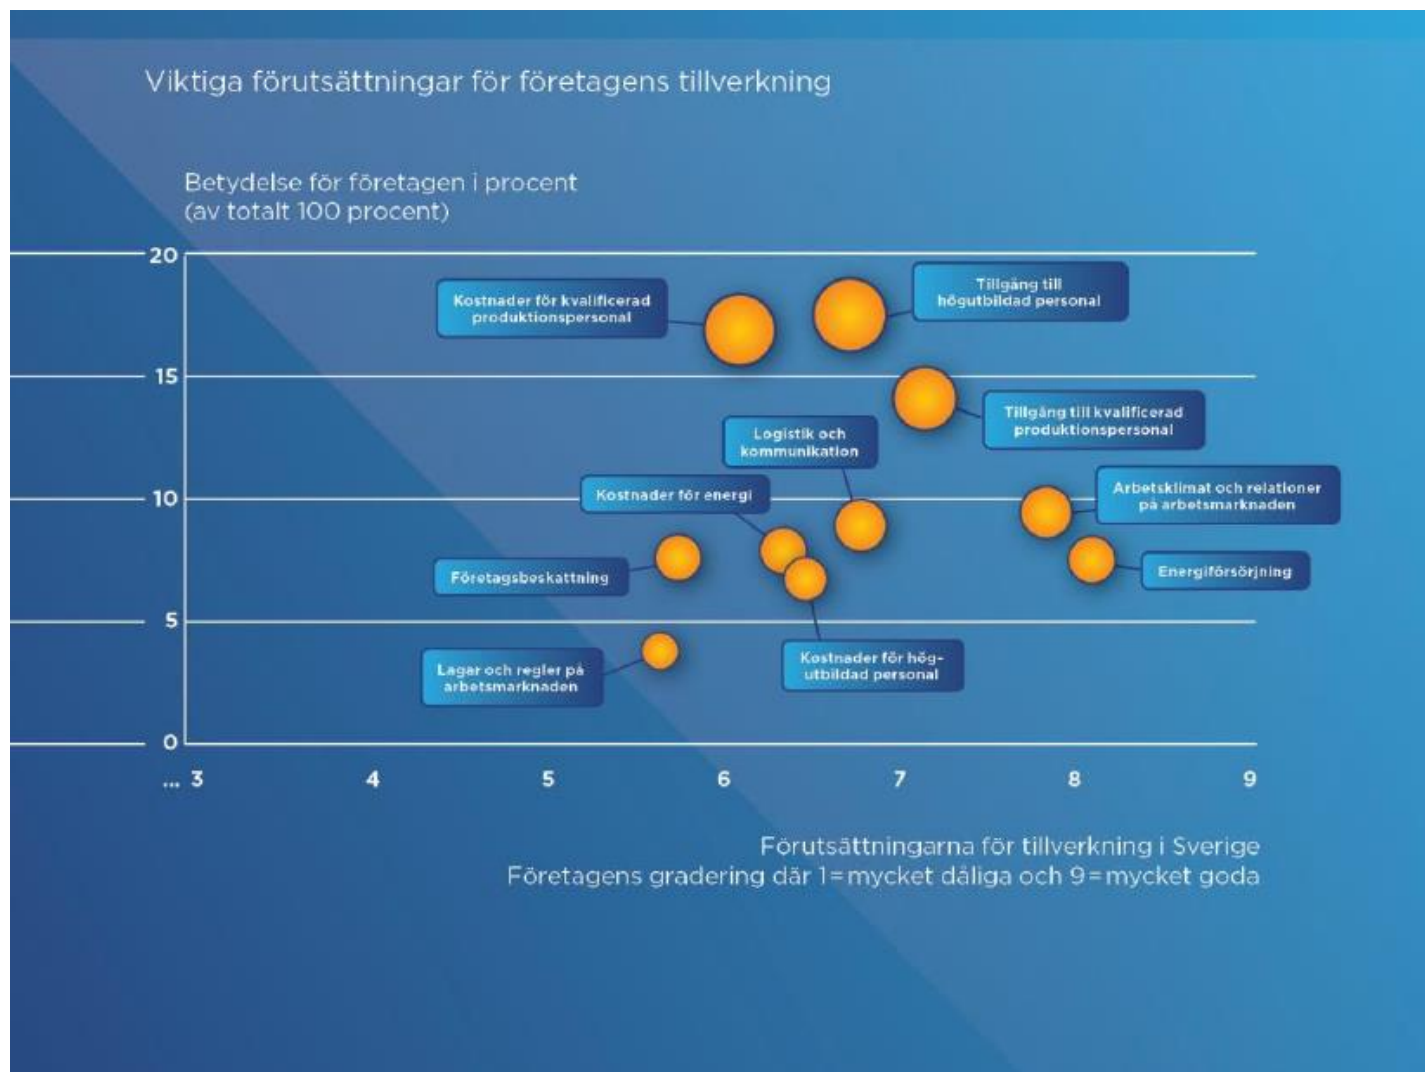 Viktiga förutsättningar för företagens tillverkning
Betydelse för företagen i procent
(av totalt 100 procent)
20
15
10
5
0
Kostnader för kvalificerad
produktionspersonal
Tillgång till
högutbildad personal
Tillgång till kvalificerad
produktionspersonal
Logistik och
kommunikation
Kostnader för energi
Arbetsklimat och relationer
på arbetsmarknaden
Företagsbeskattning
Energiförsörjning
Lagar och regler på
arbetsmarknaden
Kostnader för hög-
utbildad personal
... 3 4 5 6 7 8 9
Förutsättningarna för tillverkning i Sverige
Företagens gradering där 1=mycket dåliga och 9=mycket goda